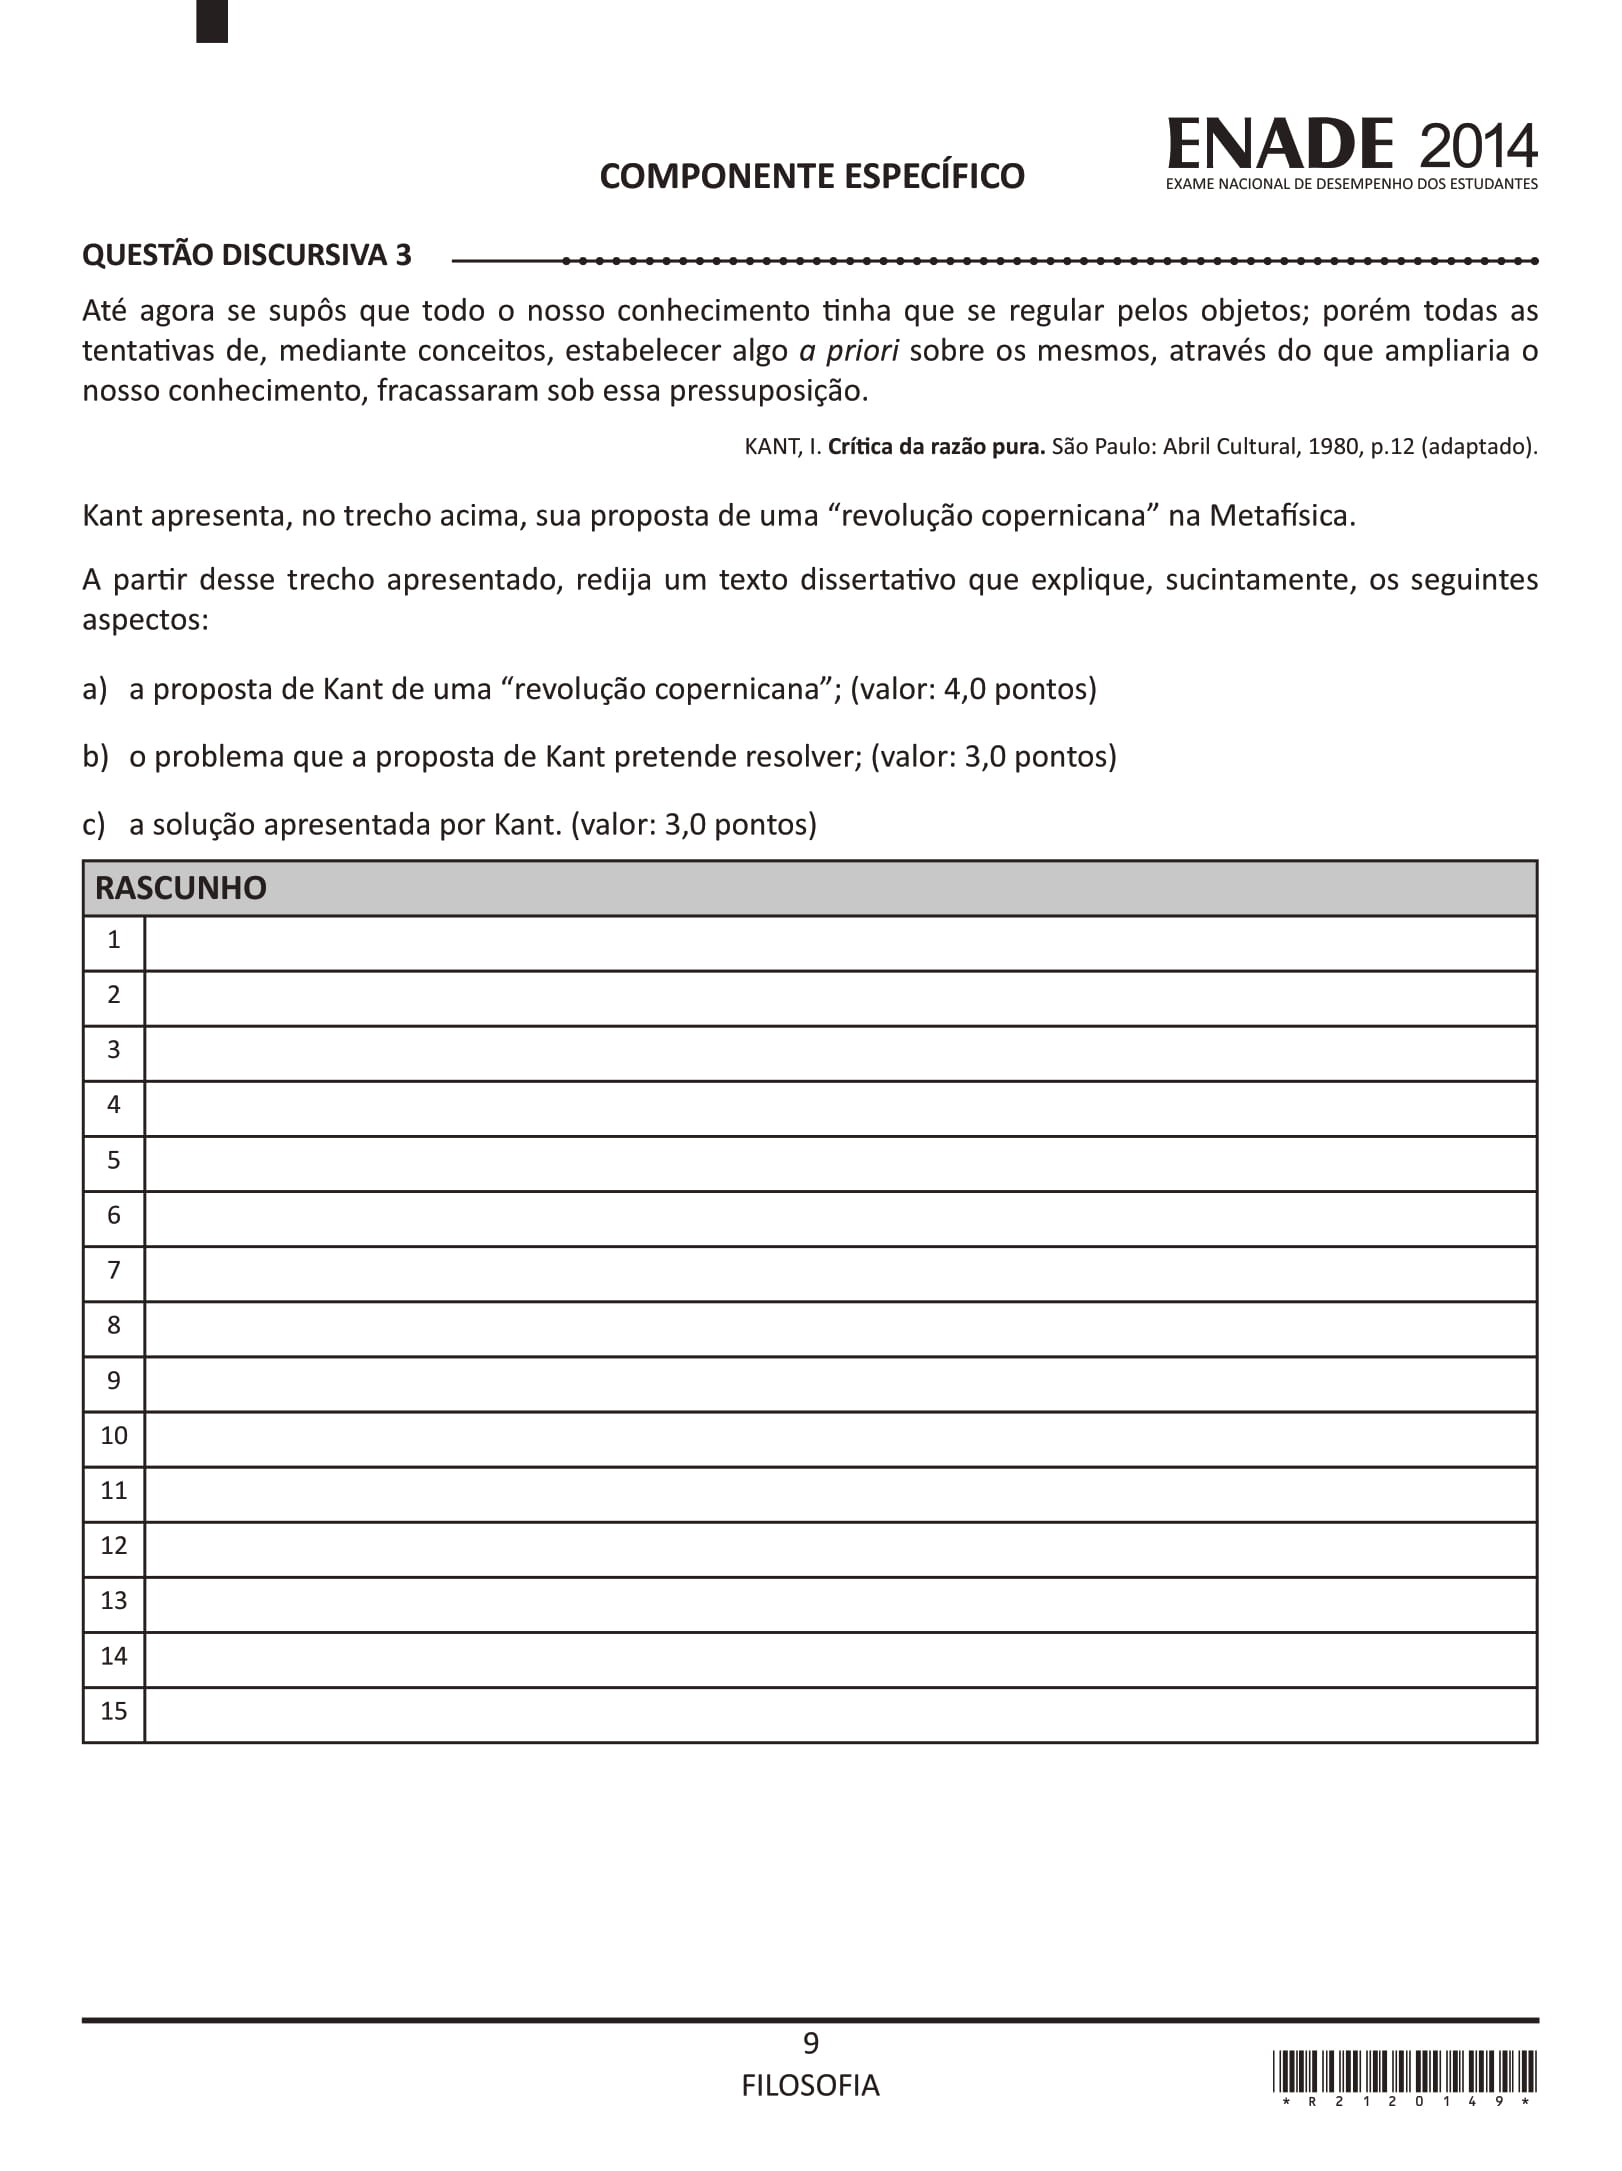 ENADE 2014
EXAME NACIONAL DE DESEMPENHO DOS ESTUDANTES
COMPONENTE ESPECÍFICO
QUESTÃO DISCURSIVA 3
Até agora se supôs que todo o nosso conhecimento tinha que se regular pelos objetos; porém todas as
tentativas de, mediante conceitos, estabelecer algo a priori sobre os mesmos, através do que ampliaria o
nosso conhecimento, fracassaram sob essa pressuposição.
KANT, I. Crítica da razão pura. São Paulo: Abril Cultural, 1980, p.12 (adaptado).
Kant apresenta, no trecho acima, sua proposta de uma “revolução copernicana” na Metafísica.
A partir desse trecho apresentado, redija um texto dissertativo que explique, sucintamente, os seguintes
aspectos:
a) a proposta de Kant de uma “revolução copernicana”; (valor: 4,0 pontos)
b) o problema que a proposta de Kant pretende resolver; (valor: 3,0 pontos)
c) a solução apresentada por Kant. (valor: 3,0 pontos)
RASCUNHO
1
2
3
4
5
6
7
8
9
10
11
12
13
14
15
9
FILOSOFIA
* R 2 1 2 0 1 4 9 *